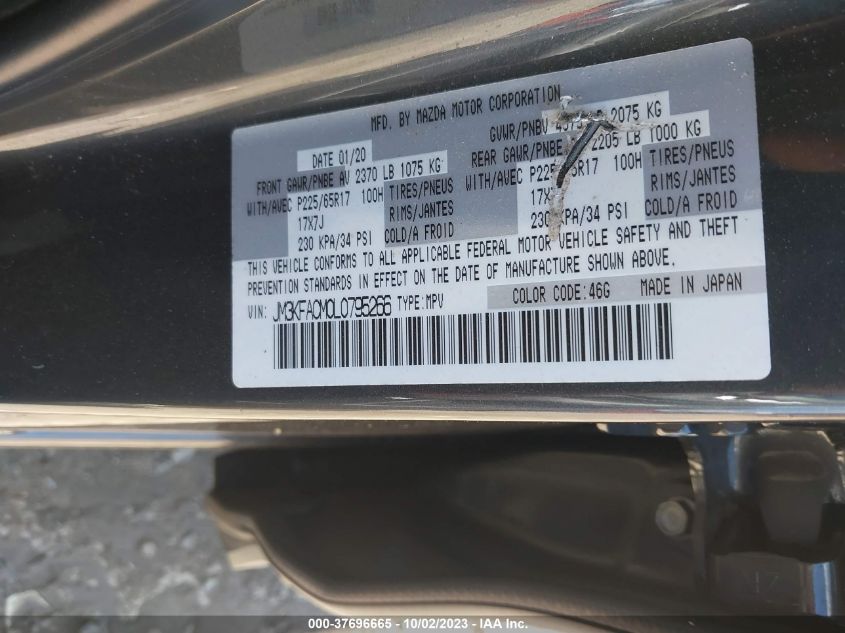 MFD. BY MAZDA MOTOR CORPORATION
DATE 01/20 GVWR/PNBV 2075 KG
FRONT GAWR/PNBE AV 2370 LB 1075 KG REAR GAWR/PNBE 2205 LB 1000 KG
WITH/AVEC P225/65R17 100H TIRES/PNEUS WITH/AVEC 100H TIRES/PNEUS
17X7J RIMS/JANTES 17X RIMS/JANTES
230 KPA/34 PSI COLD/A FROID 230 KPA/34 PSI COLD/A FROID
THIS VEHICLE CONFORMS TO ALL APPLICABLE FEDERAL MOTOR VEHICLE SAFETY AND THEFT
PREVENTION STANDARDS IN EFFECT ON THE DATE OF MANUFACTURE SHOWN ABOVE.
VIN: JM3KFACM0L0795266 TYPE:MPV COLOR CODE:46G MADE IN JAPAN
000-37696665 - 10/02/2023 - IAA Inc.